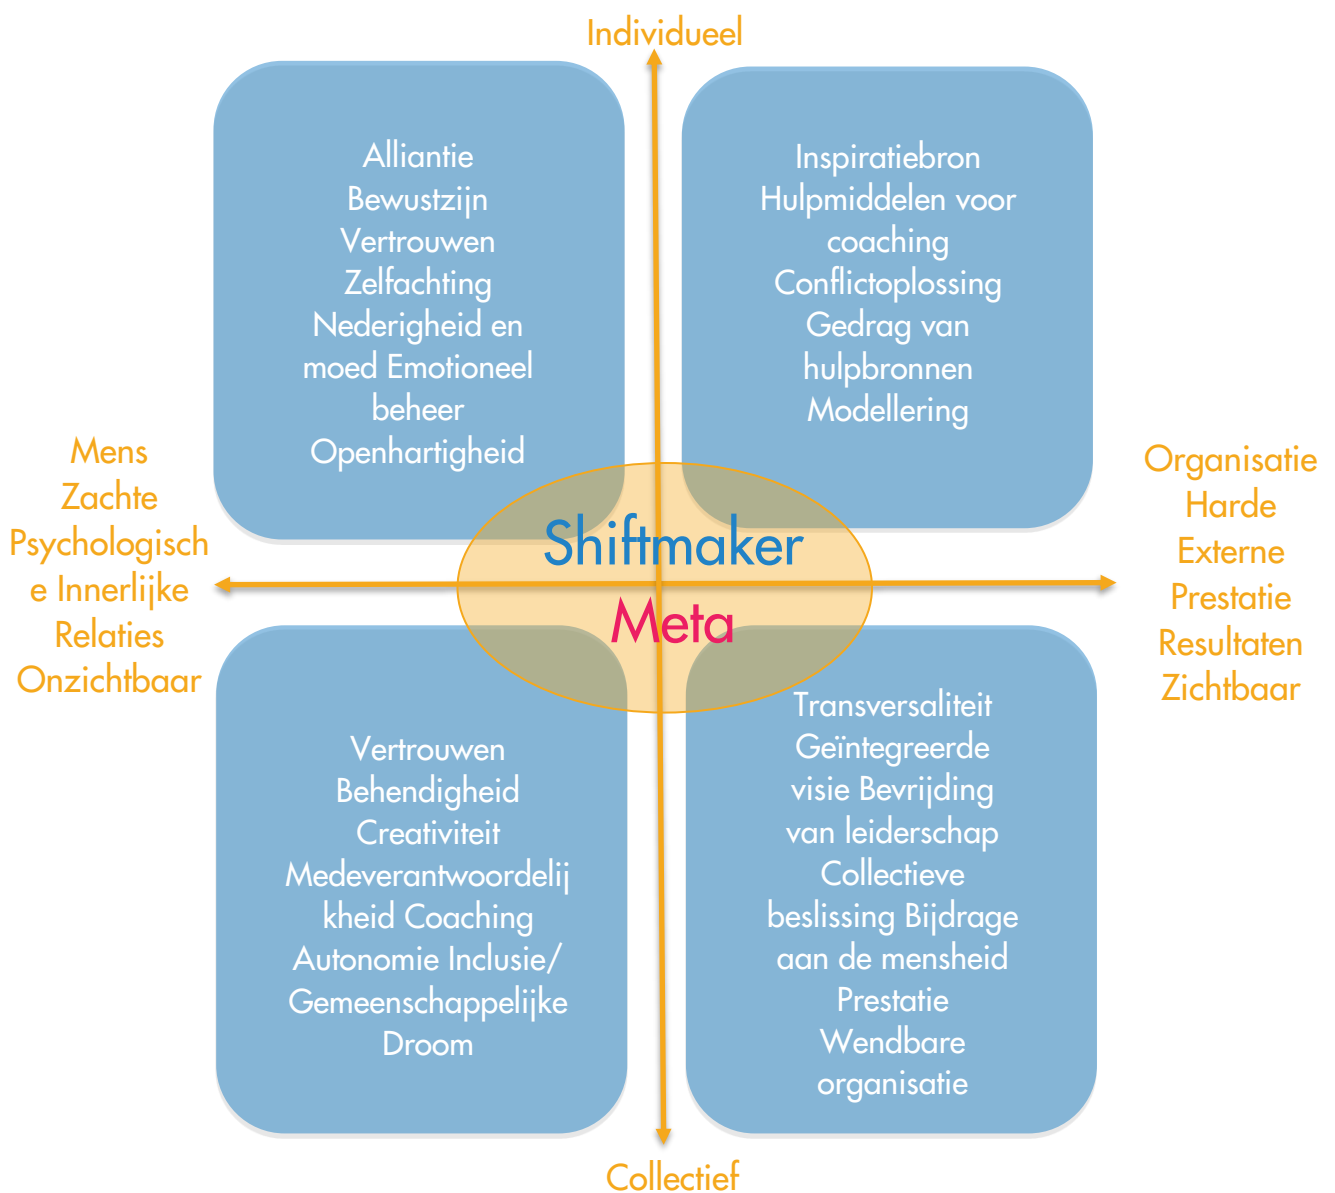 Individueel
Alliantie
Bewustzijn
Vertrouwen
Zelfachting
Nederigheid en
moed Emotioneel
beheer
Openhartigheid
Inspiratiebron
Hulpmiddelen voor
coaching
Conflictoplossing
Gedrag van
hulpbronnen
Modellering
Mens
Zachte
Psychologisch
e Innerlijke
Relaties
Onzichtbaar
Shiftmaker
Meta
Organisatie
Harde
Externe
Prestatie
Resultaten
Zichtbaar
Vertrouwen
Behendigheid
Creativiteit
Medeverantwoordelij
kheid Coaching
Autonomie Inclusie/
Gemeenschappelijke
Droom
Transversaliteit
Geïntegreerde
visie Bevrijding
van leiderschap
Collectieve
beslissing Bijdrage
aan de mensheid
Prestatie
Wendbare
organisatie
Collectief